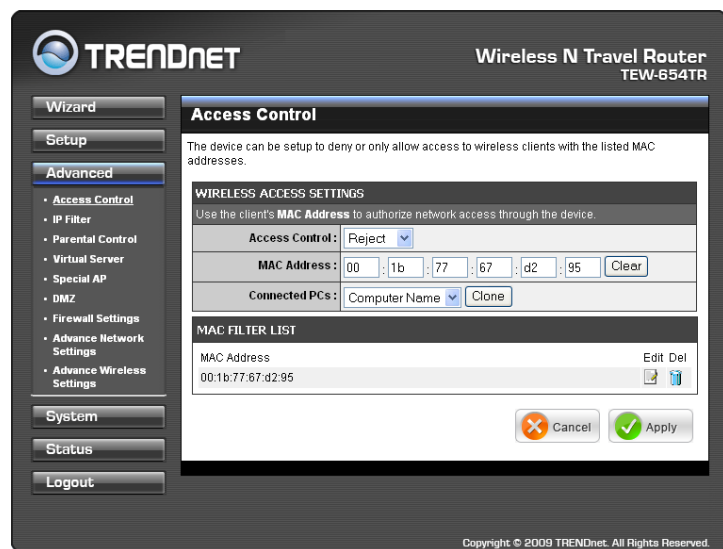 TRENDnet
Wireless N Travel Router
TEW-654TR
Wizard
Setup
Advanced
• Access Control
• IP Filter
• Parental Control
• Virtual Server
• Special AP
• DMZ
• Firewall Settings
• Advance Network
Settings
• Advance Wireless
Settings
System
Status
Logout
Access Control
The device can be setup to deny or only allow access to wireless clients with the listed MAC
addresses.
WIRELESS ACCESS SETTINGS
Use the client's MAC Address to authorize network access through the device.
Access Control : Reject
MAC Address : 00 : 1b : 77 : 67 : d2 : 95 Clear
Connected PCs : Computer Name Clone
MAC FILTER LIST
MAC Address Edit Del
00:1b:77:67:d2:95
Cancel Apply
Copyright © 2009 TRENDnet. All Rights Reserved.